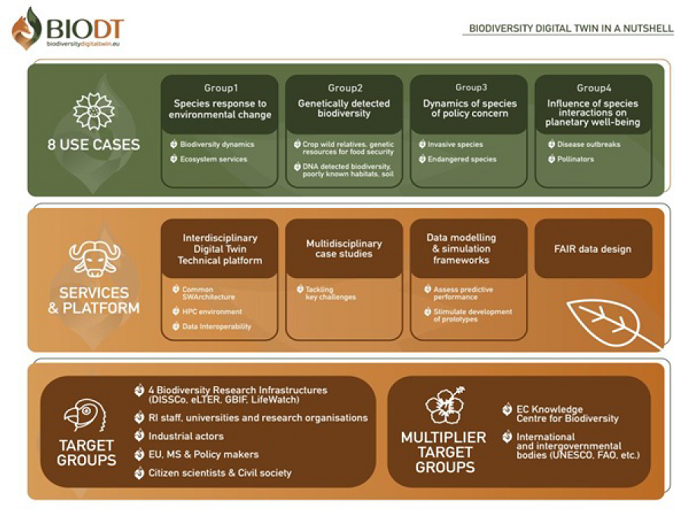 BIODT
biodiversitydigitaltwin.eu
BIODIVERSITY DIGITAL TWIN IN A NUTSHELL
8 USE CASES
Group1
Species response to
environmental change
Biodiversity dynamics
Ecosystem services
Group2
Genetically detected
biodiversity
Crop wild relatives, genetic
resources for food security
DNA detected biodiversity,
poorly known habitats, soil
Group3
Dynamics of species
of policy concern
Invasive species
Endangered species
Group4
Influence of species
interactions on
planetary well-being
Disease outbreaks
Pollinators
SERVICES
& PLATFORM
Interdisciplinary
Digital Twin
Technical platform
Common
SWArchitecture
HPC environment
Data Interoperability
Multidisciplinary
case studies
Tackling
key challenges
Data modelling
& simulation
frameworks
Assess predictive
performance
Stimulate development
of prototypes
FAIR data design
TARGET
GROUPS
4 Biodiversity Research Infrastructures
(DISSCo, eLTER, GBIF, LifeWatch)
RI staff, universities and research organisations
Industrial actors
EU, MS & Policy makers
Citizen scientists & Civil society
MULTIPLIER
TARGET
GROUPS
EC Knowledge
Centre for Biodiversity
International
and intergovernmental
bodies (UNESCO, FAO, etc.)